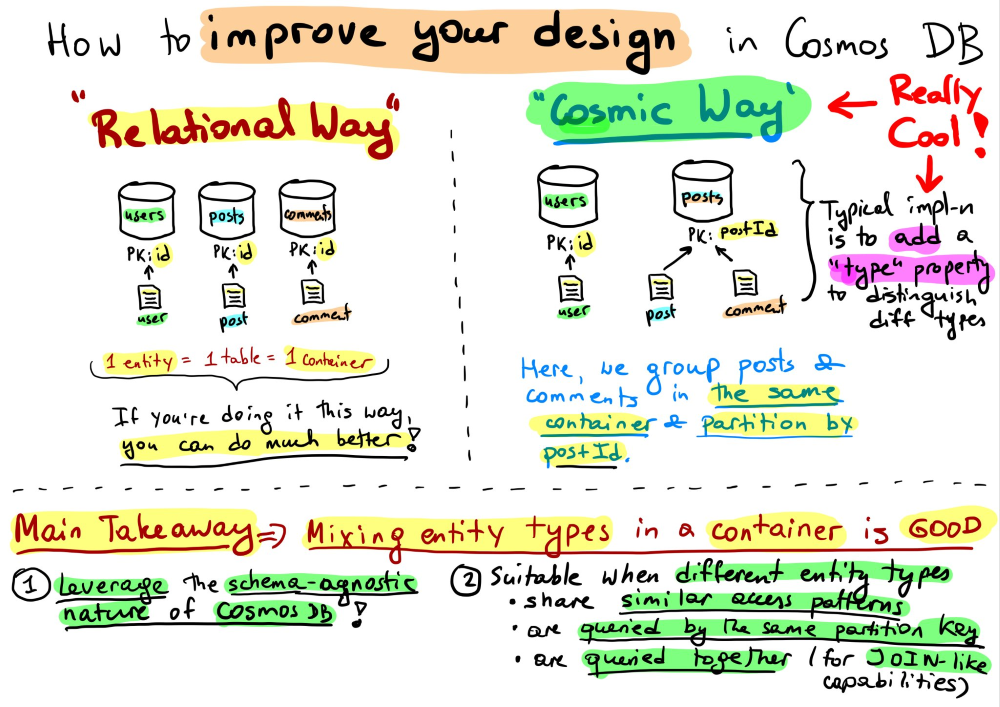 How to improve your design in Cosmos DB
"Relational Way"
users
posts
comments
PK: id
PK: id
PK: id
user
post
comment
1 entity = 1 table = 1 container
If you're doing it this way,
you can do much better!
"Cosmic Way"
Really
Cool!
users
posts
PK: id
PK: postId
user
post
comment
Typical impl-n
is to add a
"type" property
to distinguish
diff types
Here, we group posts &
comments in the same
container & partition by
postId.
Main Takeaway => Mixing entity types in a container is GOOD
1 Leverage the schema-agnostic
nature of Cosmos DB!
2 Suitable when different entity types
• share similar access patterns
• are queried by the same partition key
• are queried together (for JOIN-like
capabilities)